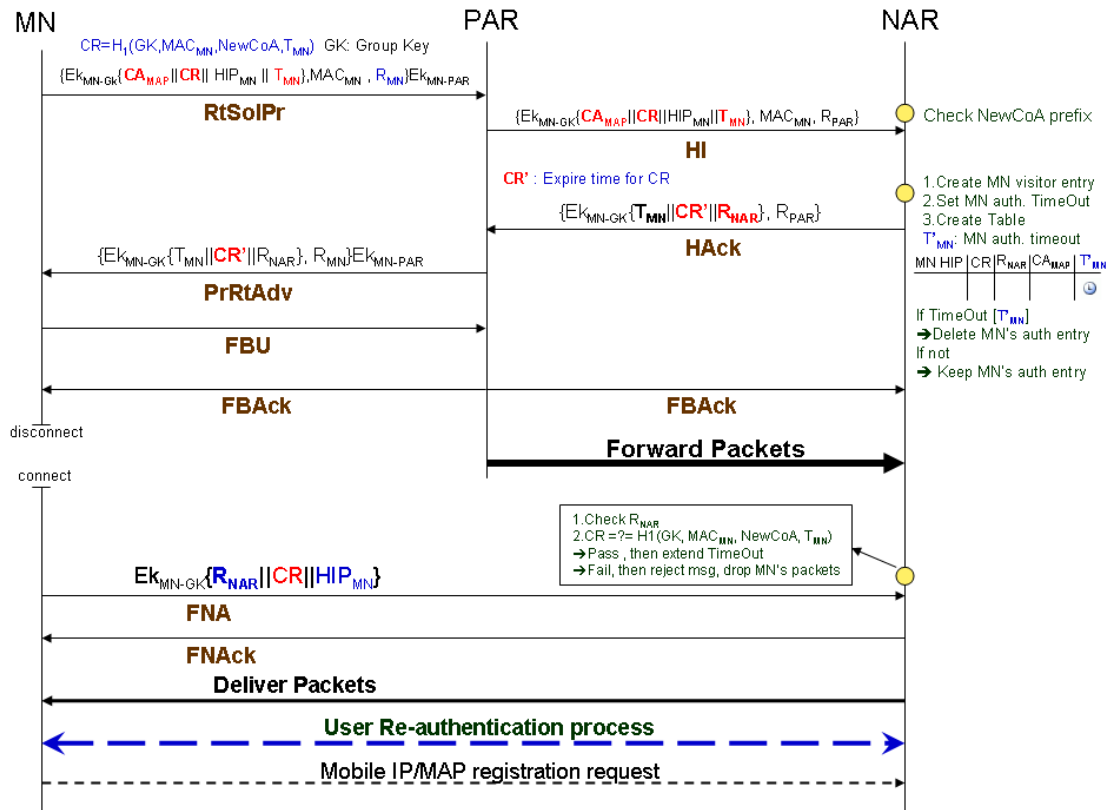 MN PAR NAR
CR=H1(GK,MACMN,NewCoA,TMN) GK: Group Key
{EkMN-Gk{CAMAP||CR|| HIPMN || TMN},MACMN , RMN}EkMN-PAR
RtSolPr
{EkMN-GK{CAMAP||CR||HIPMN||TMN}, MACMN, RPAR}
HI
Check NewCoA prefix
CR' : Expire time for CR
{EkMN-GK{TMN||CR'||RNAR}, RPAR}
HAck
1.Create MN visitor entry
2.Set MN auth. TimeOut
3.Create Table
T'MN: MN auth. timeout
MN HIP CR RNAR CAMAP T'MN
{EkMN-GK{TMN||CR'||RNAR}, RMN}EkMN-PAR
PrRtAdv
If TimeOut [T'MN]
➔Delete MN's auth entry
If not
➔ Keep MN's auth entry
FBU
FBAck FBAck
disconnect
Forward Packets
connect
1.Check RNAR
2.CR =?= H1(GK, MACMN, NewCoA, TMN)
➔Pass , then extend TimeOut
➔Fail, then reject msg, drop MN's packets
EkMN-GK{RNAR||CR||HIPMN}
FNA
FNAck
Deliver Packets
User Re-authentication process
Mobile IP/MAP registration request